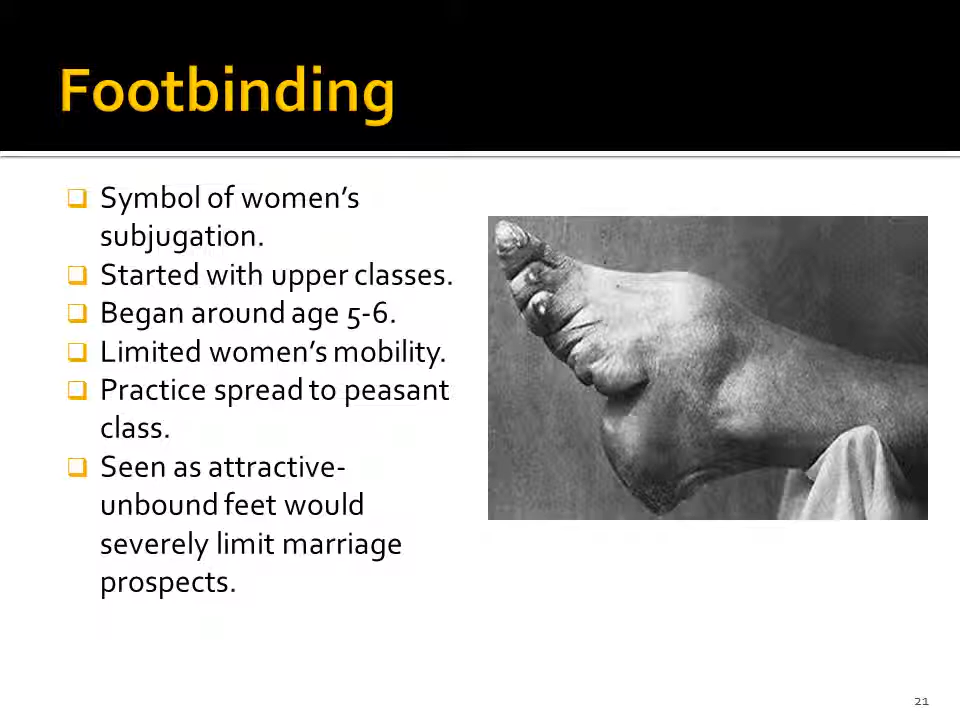 Footbinding
Symbol of women's
subjugation.
Started with upper classes.
Began around age 5-6.
Limited women's mobility.
Practice spread to peasant
class.
Seen as attractive-
unbound feet would
severely limit marriage
prospects.
21